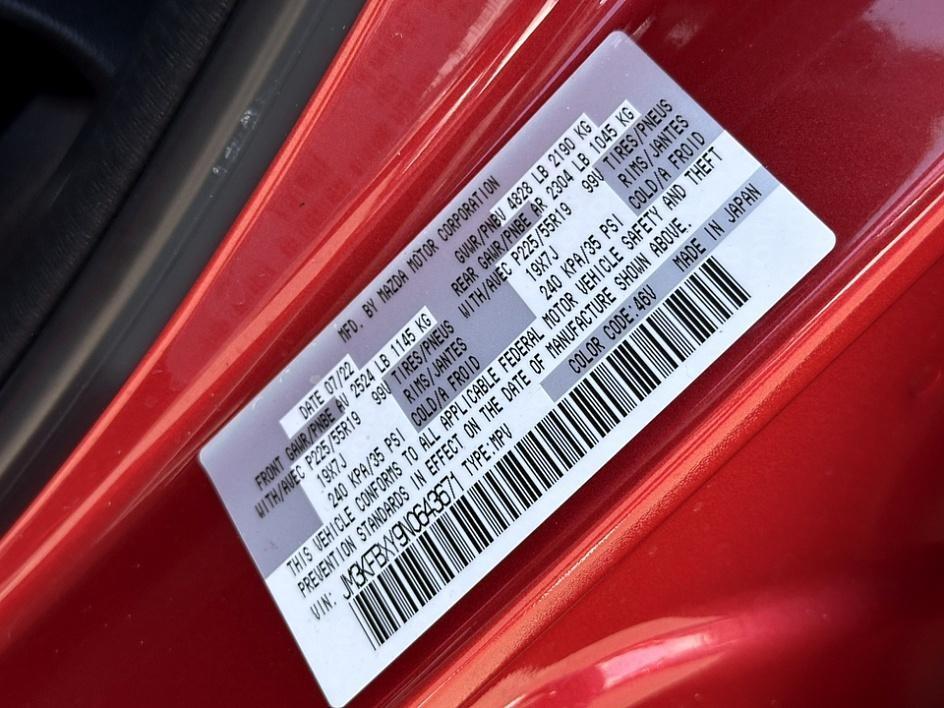 MFD. BY MAZDA MOTOR CORPORATION
DATE 07/22 GVWR/PNBV 4828 LB 2190 KG
FRONT GAWR/PNBE AV 2524 LB 1145 KG REAR GAWR/PNBE AR 2304 LB 1045 KG
WITH/AVEC P225/55R19 99V TIRES/PNEUS WITH/AVEC P225/55R19 99V TIRES/PNEUS
19X7J RIMS/JANTES 19X7J RIMS/JANTES
240 KPA/35 PSI COLD/A FROID 240 KPA/35 PSI COLD/A FROID
THIS VEHICLE CONFORMS TO ALL APPLICABLE FEDERAL MOTOR VEHICLE SAFETY AND THEFT
PREVENTION STANDARDS IN EFFECT ON THE DATE OF MANUFACTURE SHOWN ABOVE.
VIN: TYPE:MPV COLOR CODE:46V MADE IN JAPAN